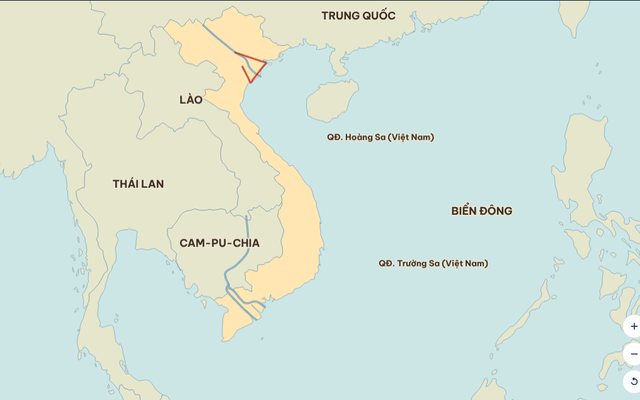 TRUNG QUỐC
LÀO
QĐ. Hoàng Sa (Việt Nam)
THÁI LAN
BIỂN ĐÔNG
CAM-PU-CHIA
QĐ. Trường Sa (Việt Nam)
+
−